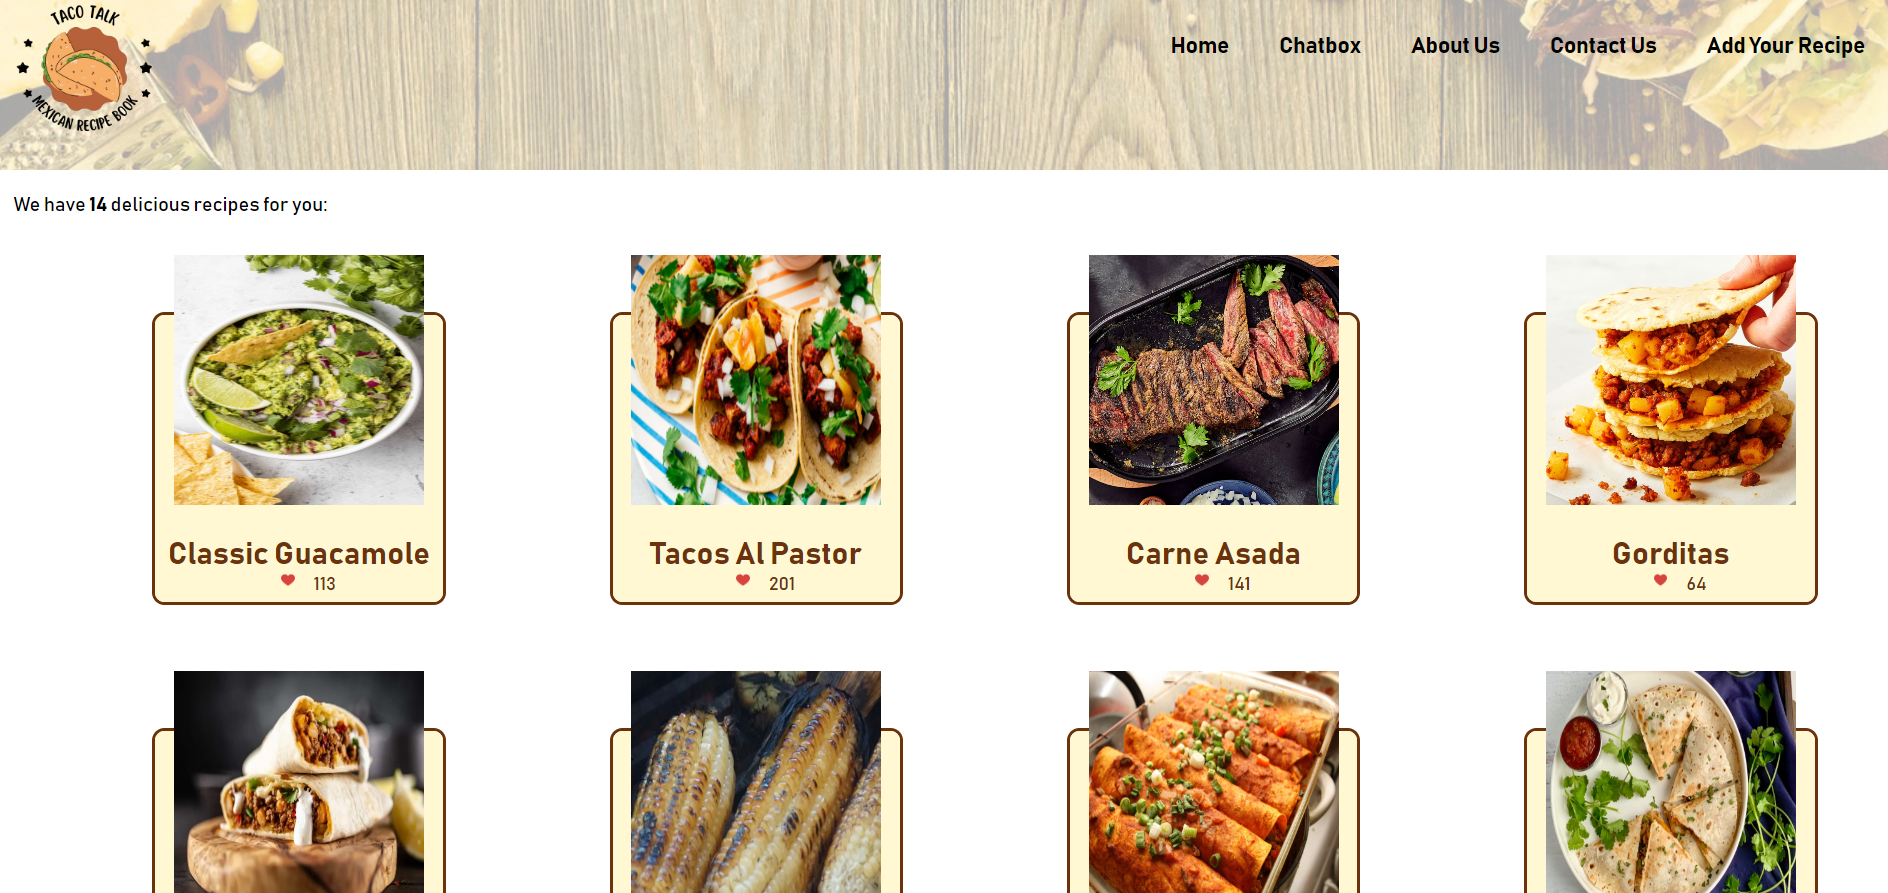 TACO TALK
MEXICAN RECIPE BOOK
Home Chatbox About Us Contact Us Add Your Recipe
We have 14 delicious recipes for you:
Classic Guacamole
113
Tacos Al Pastor
201
Carne Asada
141
Gorditas
64